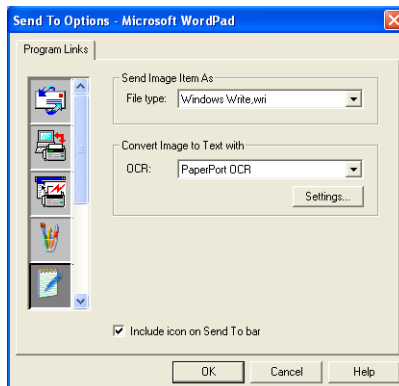 Send To Options - Microsoft WordPad
Program Links
Send Image Item As
File type: Windows Write,wri
Convert Image to Text with
OCR: PaperPort OCR
Settings...
Include icon on Send To bar
OK Cancel Help